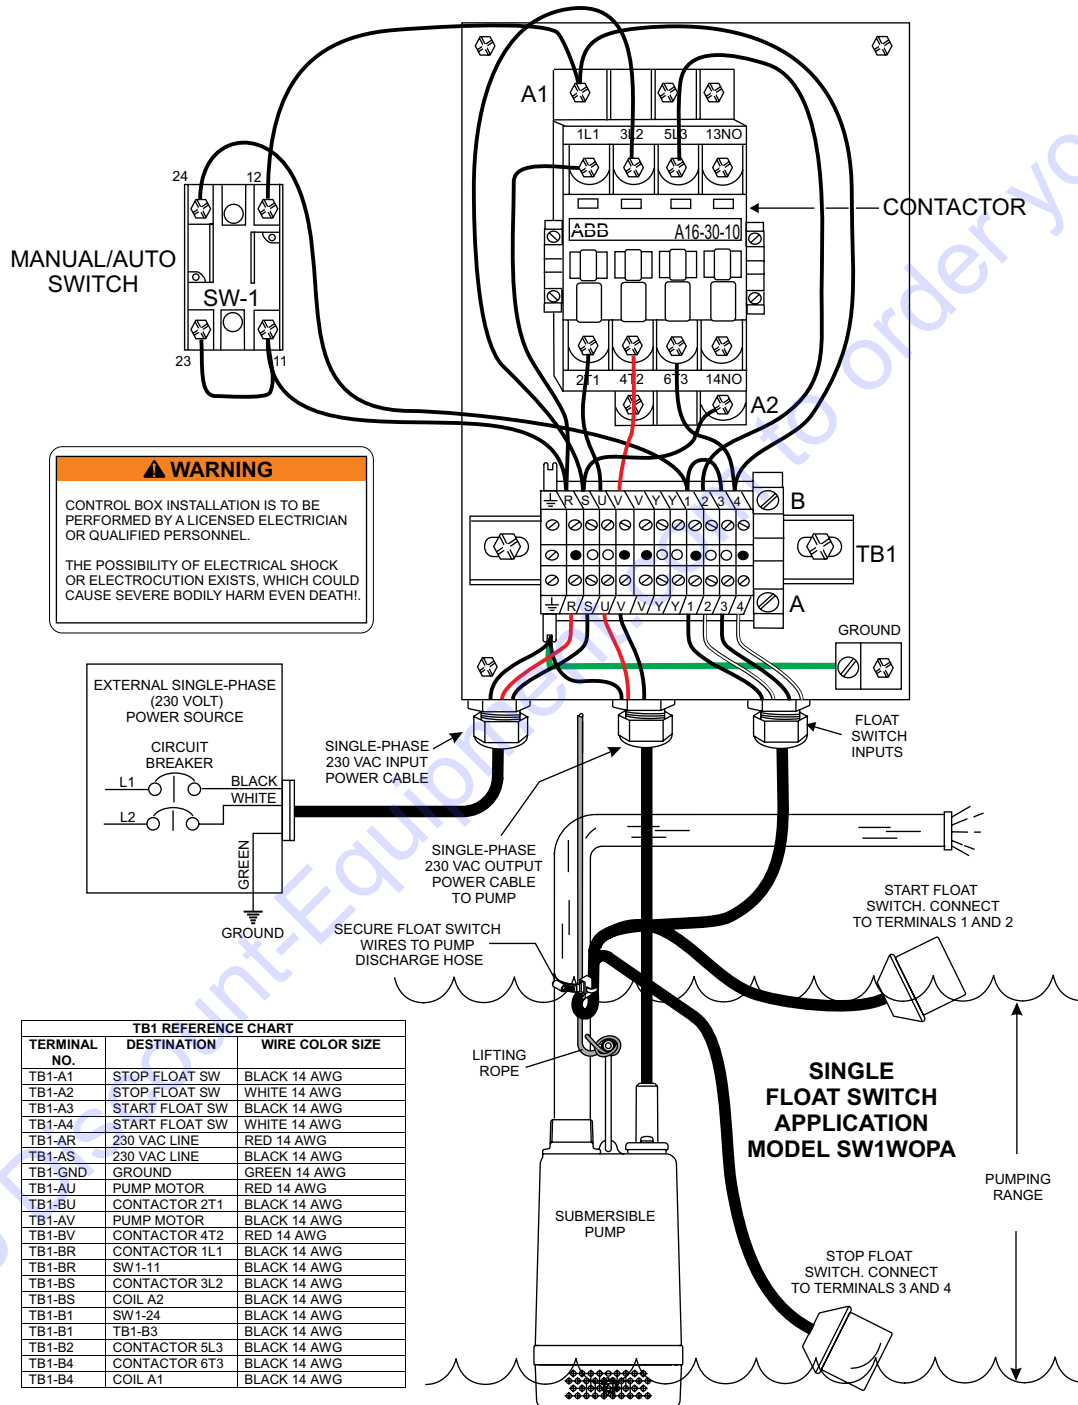 A1
1L1 3L2 5L3 13NO
24 12
CONTACTOR
ABB A16-30-10
MANUAL/AUTO
SWITCH
SW-1
23 11
2T1 4T2 6T3 14NO
A2
WARNING
CONTROL BOX INSTALLATION IS TO BE
PERFORMED BY A LICENSED ELECTRICIAN
OR QUALIFIED PERSONNEL.
THE POSSIBILITY OF ELECTRICAL SHOCK
OR ELECTROCUTION EXISTS, WHICH COULD
CAUSE SEVERE BODILY HARM EVEN DEATH!.
R S U V V Y Y 1 2 3 4
B
TB1
R S U V V Y Y 1 2 3 4
A
GROUND
EXTERNAL SINGLE-PHASE
(230 VOLT)
POWER SOURCE
CIRCUIT
BREAKER
L1
BLACK
WHITE
L2
GREEN
GROUND
SINGLE-PHASE
230 VAC INPUT
POWER CABLE
FLOAT
SWITCH
INPUTS
SINGLE-PHASE
230 VAC OUTPUT
POWER CABLE
TO PUMP
START FLOAT
SWITCH. CONNECT
TO TERMINALS 1 AND 2
SECURE FLOAT SWITCH
WIRES TO PUMP
DISCHARGE HOSE
LIFTING
ROPE
SINGLE
FLOAT SWITCH
APPLICATION
MODEL SW1WOPA
PUMPING
RANGE
SUBMERSIBLE
PUMP
STOP FLOAT
SWITCH. CONNECT
TO TERMINALS 3 AND 4
TB1 REFERENCE CHART
TERMINAL NO. DESTINATION WIRE COLOR SIZE
TB1-A1 STOP FLOAT SW BLACK 14 AWG
TB1-A2 STOP FLOAT SW WHITE 14 AWG
TB1-A3 START FLOAT SW BLACK 14 AWG
TB1-A4 START FLOAT SW WHITE 14 AWG
TB1-AR 230 VAC LINE RED 14 AWG
TB1-AS 230 VAC LINE BLACK 14 AWG
TB1-GND GROUND GREEN 14 AWG
TB1-AU PUMP MOTOR RED 14 AWG
TB1-BU CONTACTOR 2T1 BLACK 14 AWG
TB1-AV PUMP MOTOR BLACK 14 AWG
TB1-BV CONTACTOR 4T2 RED 14 AWG
TB1-BR CONTACTOR 1L1 BLACK 14 AWG
TB1-BR SW1-11 BLACK 14 AWG
TB1-BS CONTACTOR 3L2 BLACK 14 AWG
TB1-BS COIL A2 BLACK 14 AWG
TB1-B1 SW1-24 BLACK 14 AWG
TB1-B1 TB1-B3 BLACK 14 AWG
TB1-B2 CONTACTOR 5L3 BLACK 14 AWG
TB1-B4 CONTACTOR 6T3 BLACK 14 AWG
TB1-B4 COIL A1 BLACK 14 AWG
Discount-Equipment.com to order yo